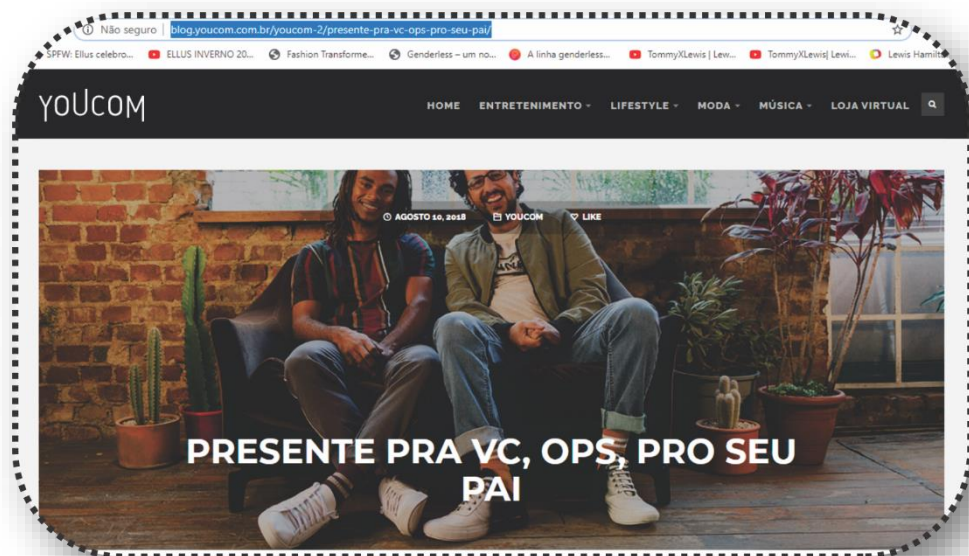 Não seguro | blog.youcom.com.br/youcom-2/presente-pra-vc-ops-pro-seu-pai/
SPFW: Ellus celebro... ELLUS INVERNO 20... Fashion Transforme... Genderless – um no... A linha genderless... TommyXLewis | Lew... TommyXLewis| Lewi... Lewis Hamilt
YOUCOM
HOME ENTRETENIMENTO LIFESTYLE MODA MÚSICA LOJA VIRTUAL
AGOSTO 10, 2018 YOUCOM LIKE
PRESENTE PRA VC, OPS, PRO SEU
PAI